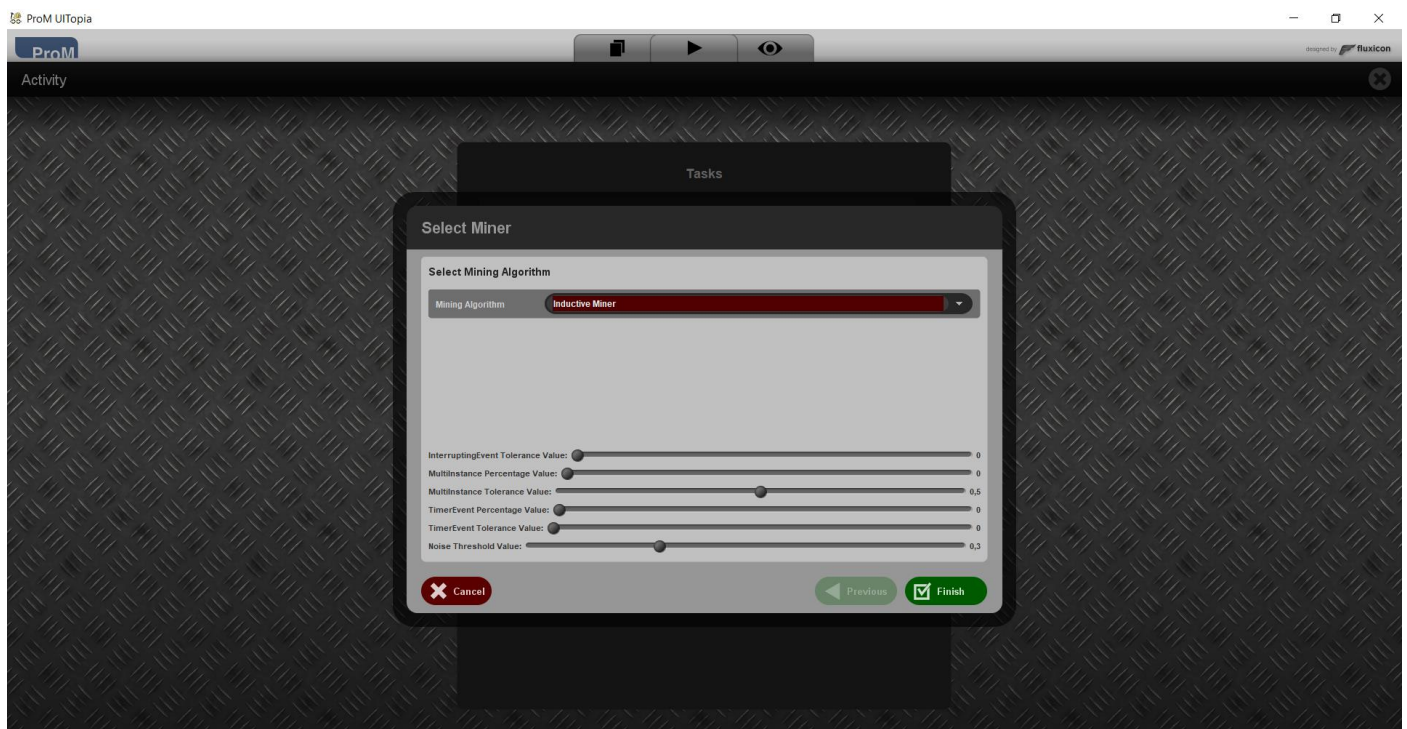 ProM UITopia
ProM
designed by fluxicon
Activity
Tasks
Select Miner
Select Mining Algorithm
Mining Algorithm Inductive Miner
InterruptingEvent Tolerance Value: 0
MultiInstance Percentage Value: 0
MultiInstance Tolerance Value: 0,5
TimerEvent Percentage Value: 0
TimerEvent Tolerance Value: 0
Noise Threshold Value: 0,3
Cancel Previous Finish